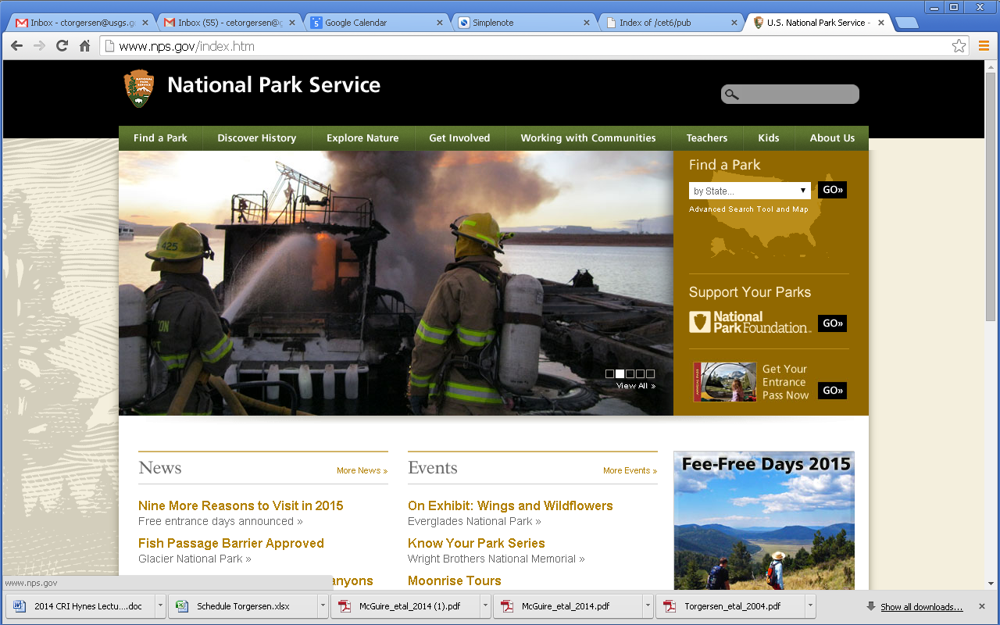 Inbox - ctorgersen@usgs.g
Inbox (55) - cetorgersen@g
Google Calendar
Simplenote
Index of /cet6/pub
U.S. National Park Service -
www.nps.gov/index.htm
NATIONAL PARK SERVICE
National Park Service
Find a Park
Discover History
Explore Nature
Get Involved
Working with Communities
Teachers
Kids
About Us
425
TON
View All »
Find a Park
by State...
GO»
Advanced Search Tool and Map
Support Your Parks
National
Park Foundation
GO»
Get Your
Entrance
Pass Now
GO»
News
More News »
Nine More Reasons to Visit in 2015
Free entrance days announced »
Fish Passage Barrier Approved
Glacier National Park »
anyons
Events
More Events »
On Exhibit: Wings and Wildflowers
Everglades National Park »
Know Your Park Series
Wright Brothers National Memorial »
Moonrise Tours
Fee-Free Days 2015
www.nps.gov
2014 CRI Hynes Lectu....doc
Schedule Torgersen.xlsx
McGuire_etal_2014 (1).pdf
McGuire_etal_2014.pdf
Torgersen_etal_2004.pdf
Show all downloads...